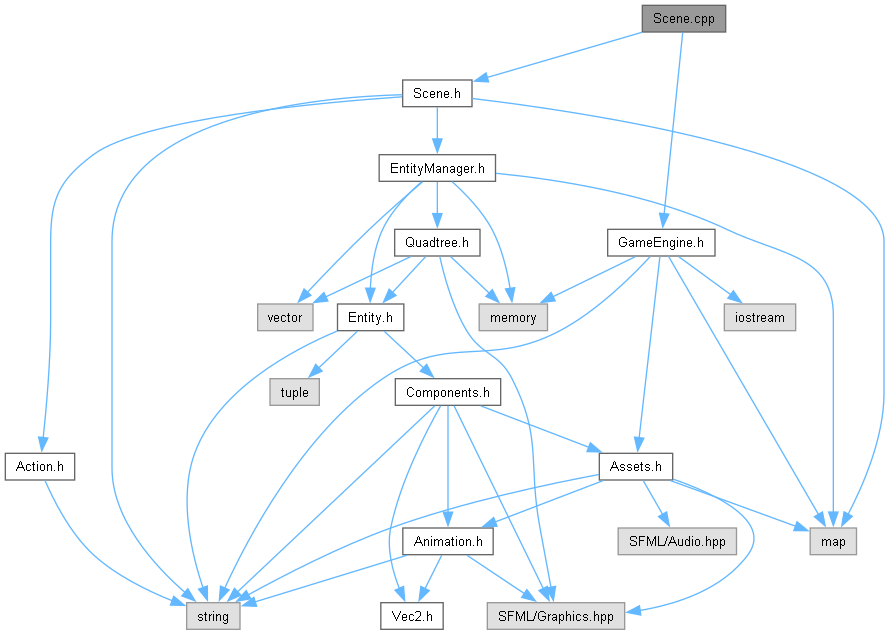 Scene.cpp
Scene.h
EntityManager.h
Quadtree.h
GameEngine.h
vector
Entity.h
memory
iostream
tuple
Components.h
Action.h
Assets.h
Animation.h
SFML/Audio.hpp
map
string
Vec2.h
SFML/Graphics.hpp